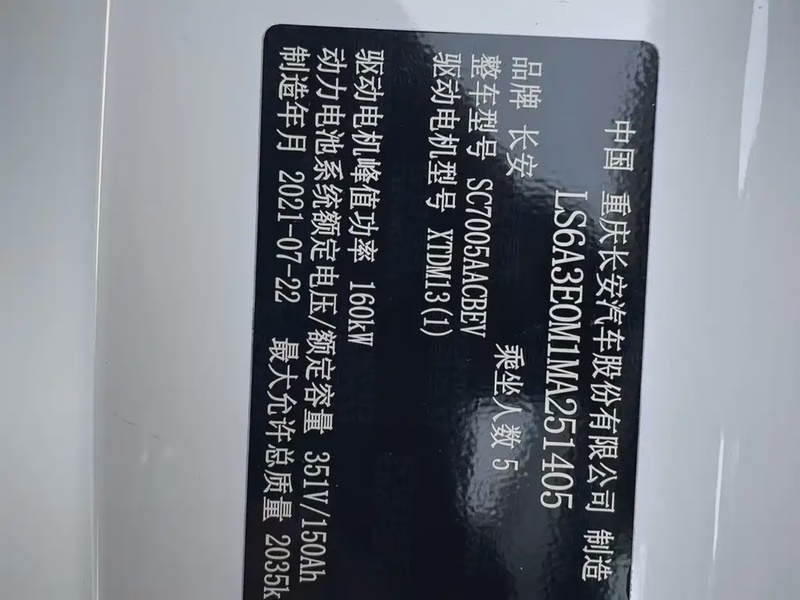 中国 重庆长安汽车股份有限公司 制造
LS6A3E0M1MA251405
品牌 长安 乘坐人数 5
整车型号 SC7005AACBEV
驱动电机型号 XTDM13(1)
驱动电机峰值功率 160kW
动力电池系统额定电压/额定容量 351V/150Ah
制造年月 2021-07-22 最大允许总质量 2035k